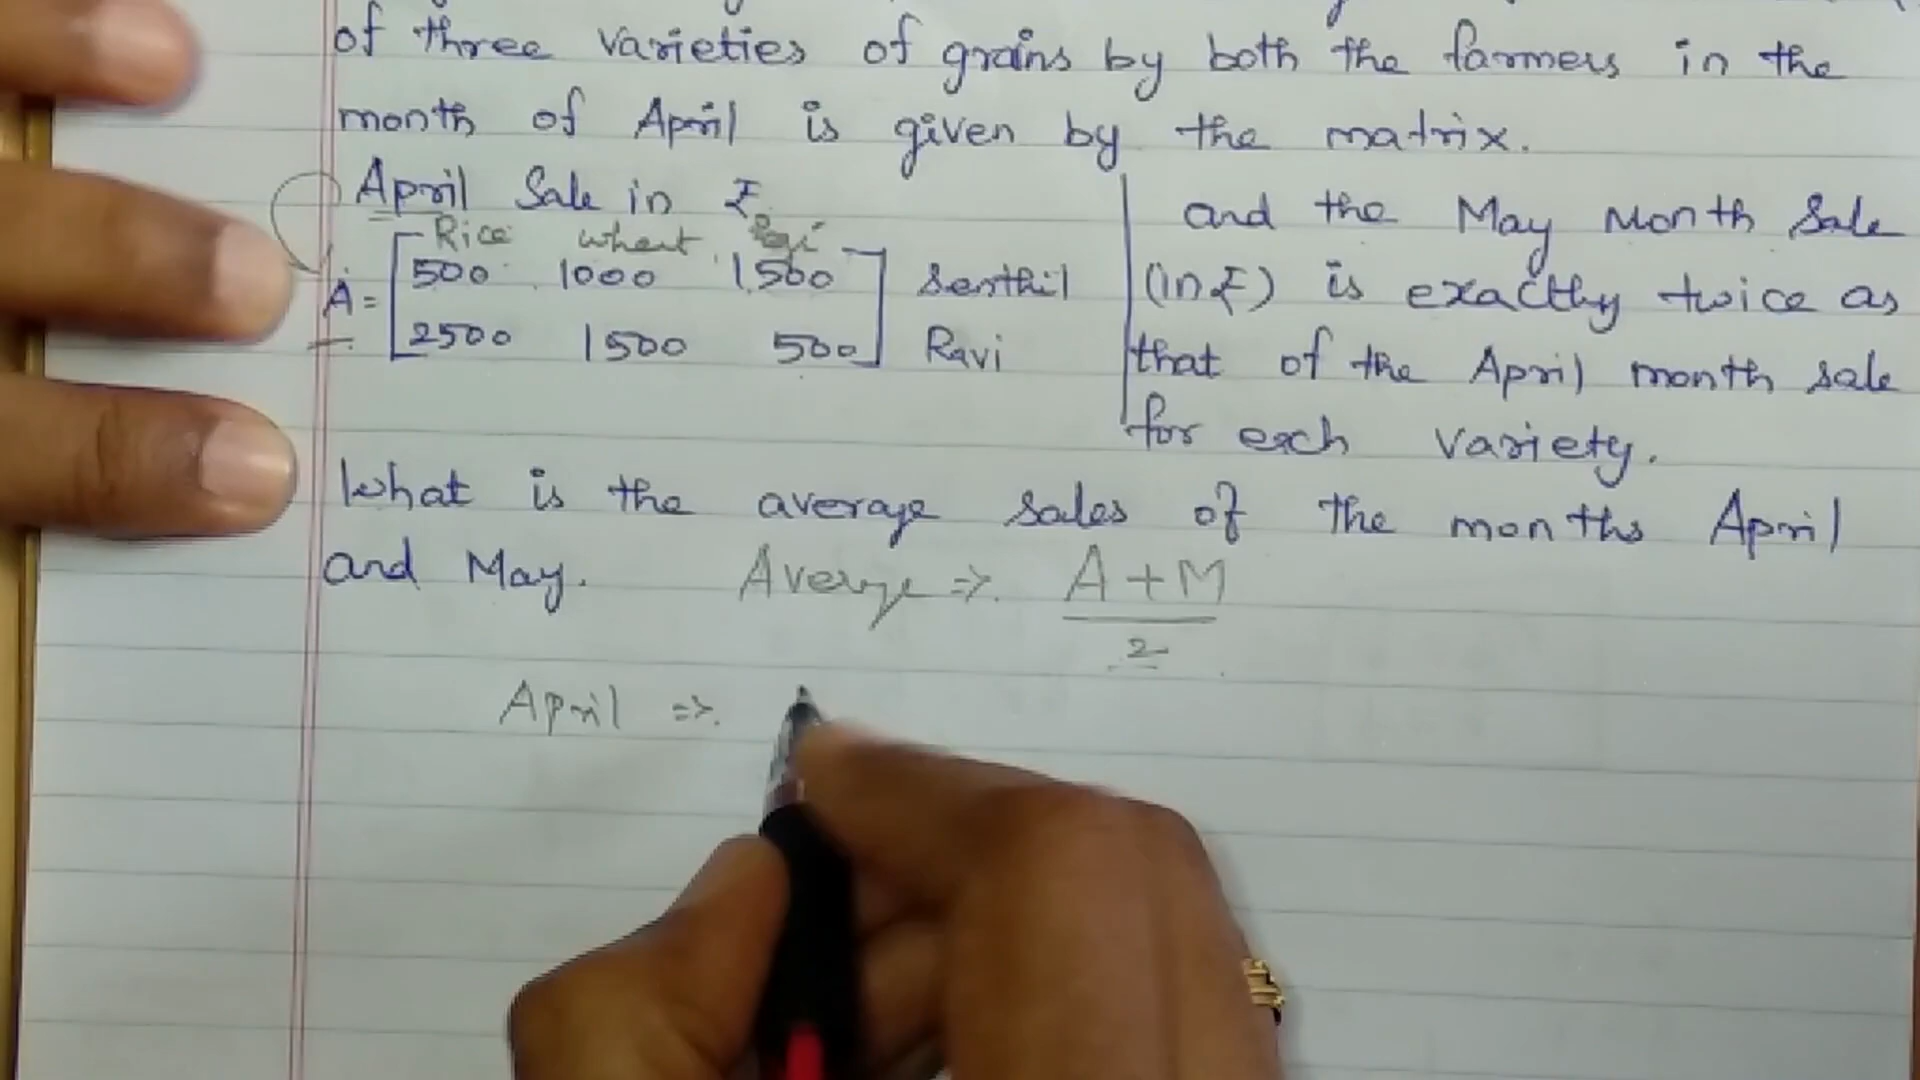 of three varieties of grains by both the farmers in the
month of April is given by the matrix.
April Sale in ₹
Rice wheat Ragi
A = [ 500 1000 1500 ] Senthil
2500 1500 500 Ravi
and the May Month Sale
(in ₹) is exactly twice as
that of the April month sale
for each variety.
What is the average sales of the months April
and May. Average ⇒ A + M
2
April ⇒